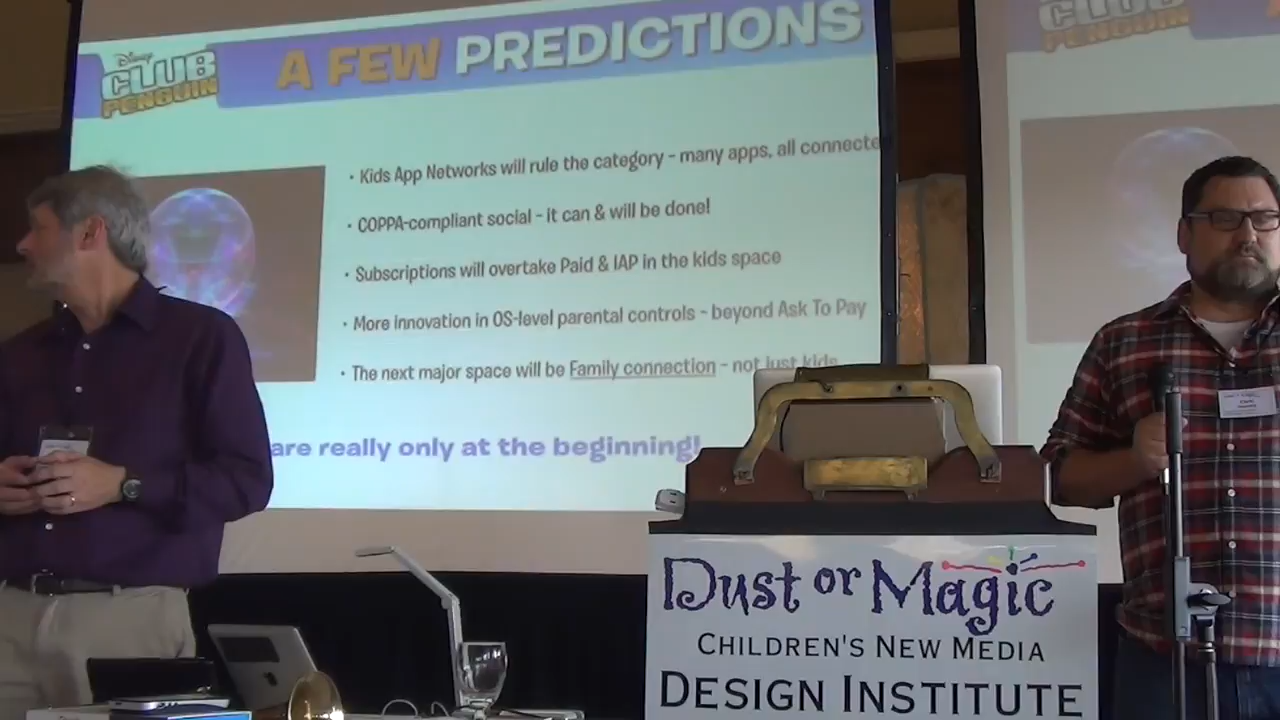 Disney
CLUB
PENGUIN
A FEW PREDICTIONS
• Kids App Networks will rule the category - many apps, all connecte
• COPPA-compliant social - it can & will be done!
• Subscriptions will overtake Paid & IAP in the kids space
• More innovation in OS-level parental controls - beyond Ask To Pay
• The next major space will be Family connection - not just kids
are really only at the beginning!
CLUB
PENGUIN
Dust or Magic
CHILDREN'S NEW MEDIA
DESIGN INSTITUTE